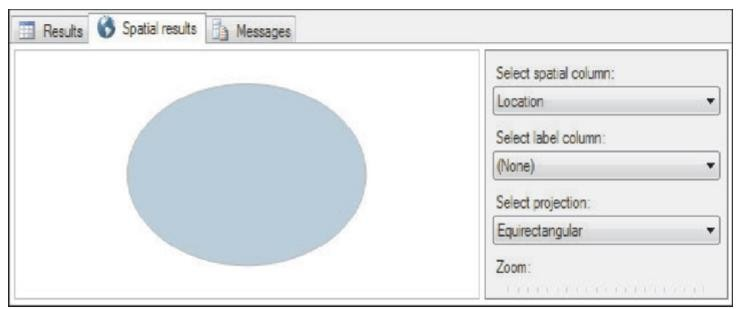 Results Spatial results Messages
Select spatial column:
Location
Select label column:
(None)
Select projection:
Equirectangular
Zoom: